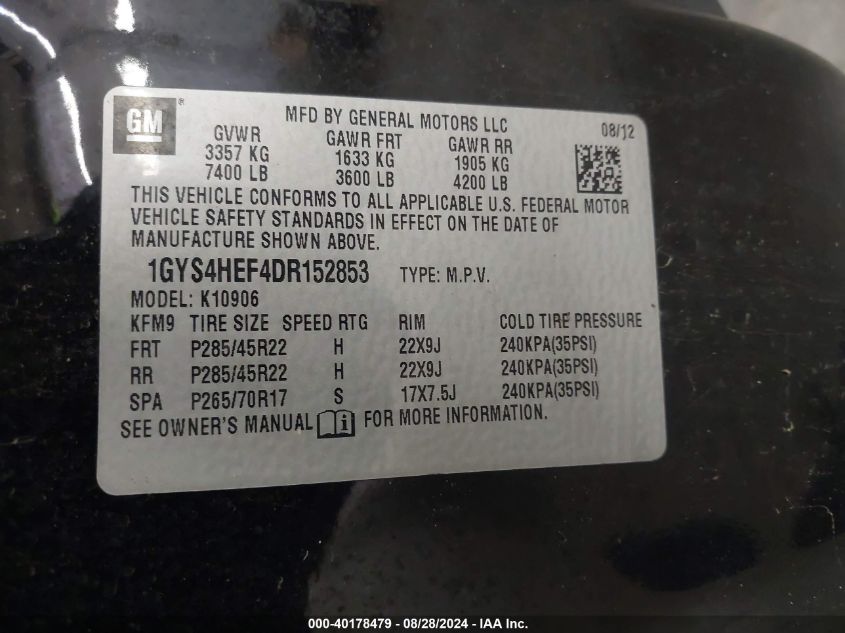 GM®
MFD BY GENERAL MOTORS LLC 08/12
GVWR GAWR FRT GAWR RR
3357 KG 1633 KG 1905 KG
7400 LB 3600 LB 4200 LB
THIS VEHICLE CONFORMS TO ALL APPLICABLE U.S. FEDERAL MOTOR
VEHICLE SAFETY STANDARDS IN EFFECT ON THE DATE OF
MANUFACTURE SHOWN ABOVE.
1GYS4HEF4DR152853 TYPE: M.P.V.
MODEL: K10906
KFM9 TIRE SIZE SPEED RTG RIM COLD TIRE PRESSURE
FRT P285/45R22 H 22X9J 240KPA(35PSI)
RR P285/45R22 H 22X9J 240KPA(35PSI)
SPA P265/70R17 S 17X7.5J 240KPA(35PSI)
SEE OWNER'S MANUAL i FOR MORE INFORMATION.
000-40178479 - 08/28/2024 - IAA Inc.